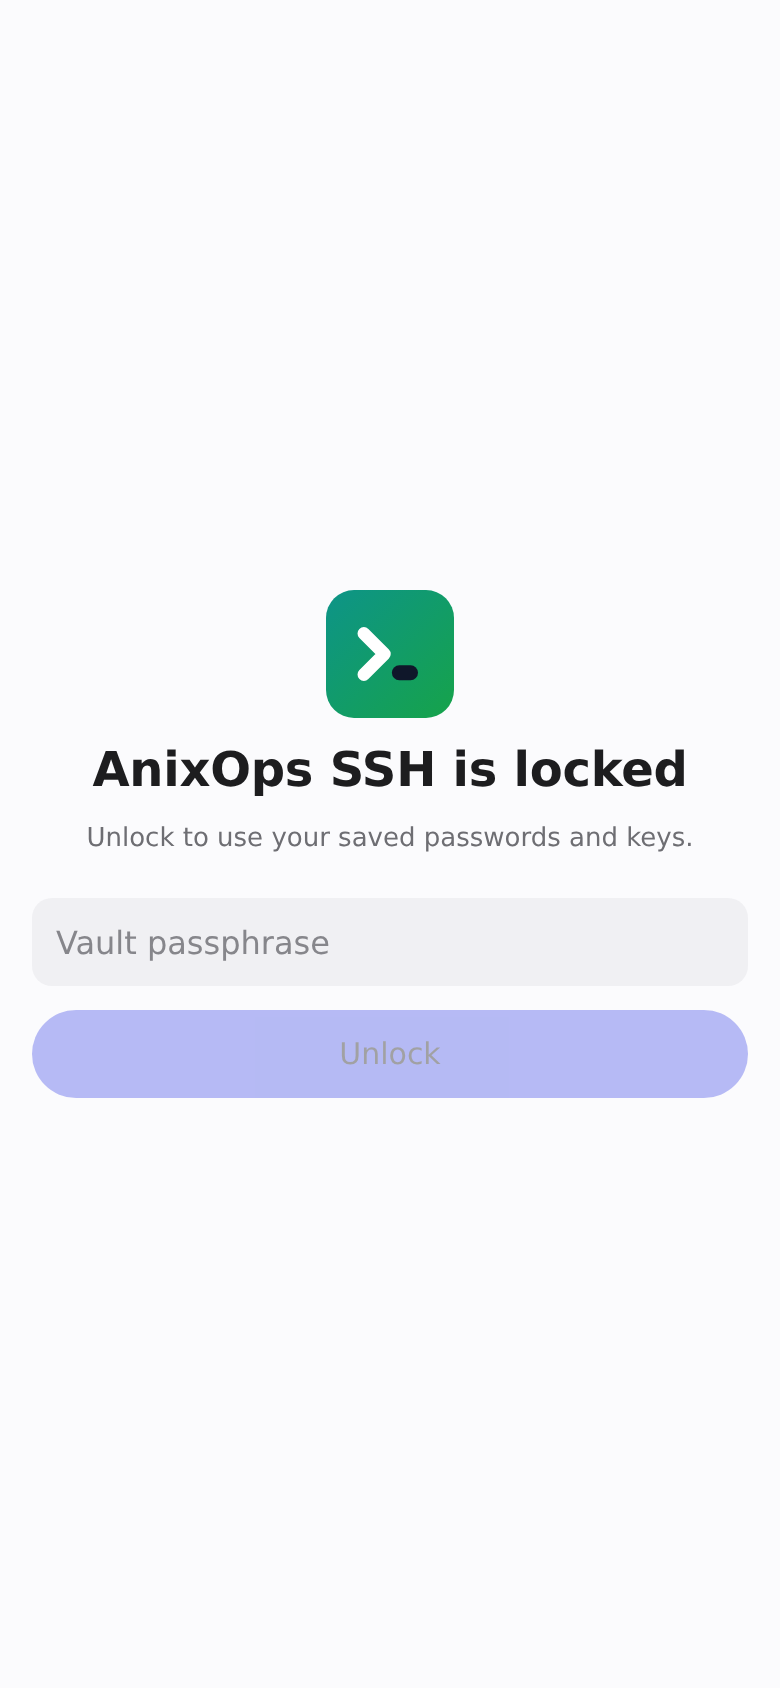 AnixOps SSH is locked
Unlock to use your saved passwords and keys.
Vault passphrase
Unlock